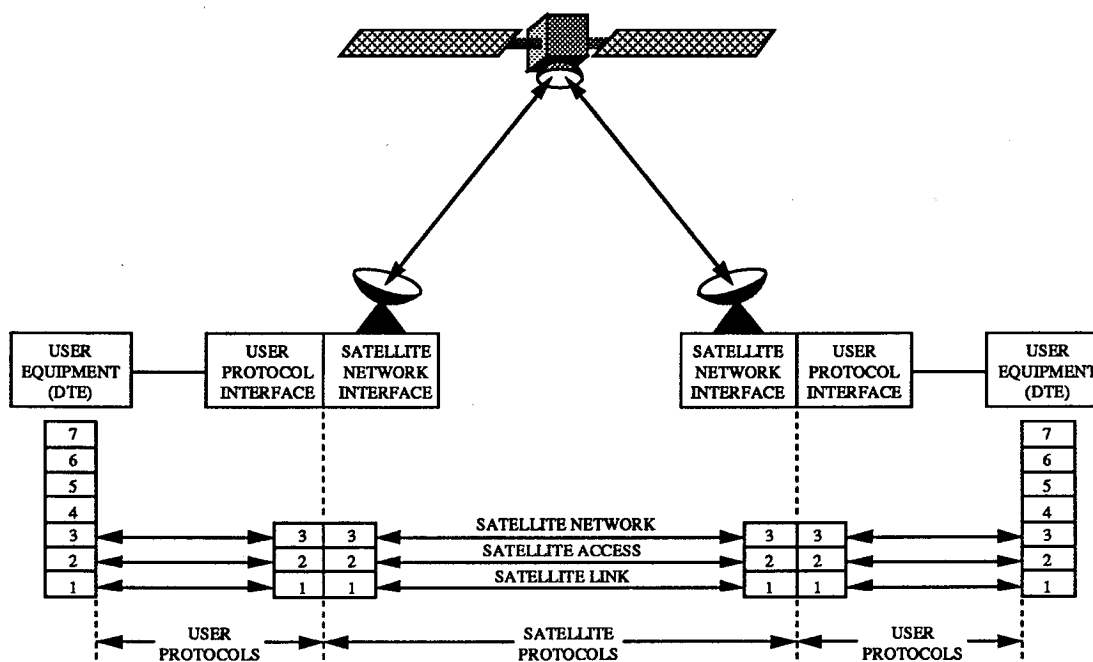 USER
EQUIPMENT
(DTE)
USER
PROTOCOL
INTERFACE
SATELLITE
NETWORK
INTERFACE
SATELLITE
NETWORK
INTERFACE
USER
PROTOCOL
INTERFACE
USER
EQUIPMENT
(DTE)
7 7
6 6
5 5
4 4
3 3 3 SATELLITE NETWORK 3 3 3
2 2 2 SATELLITE ACCESS 2 2 2
1 1 1 SATELLITE LINK 1 1 1
USER
PROTOCOLS
SATELLITE
PROTOCOLS
USER
PROTOCOLS